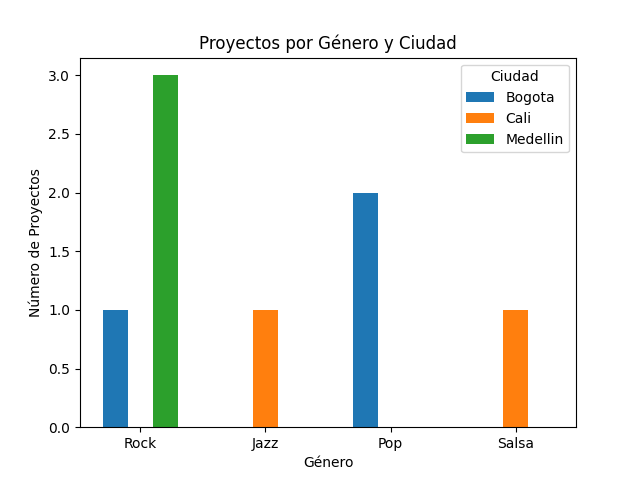 Proyectos por Género y Ciudad
Ciudad
Bogota
Cali
Medellin
Número de Proyectos
3.0
2.5
2.0
1.5
1.0
0.5
0.0
Rock Jazz Pop Salsa
Género